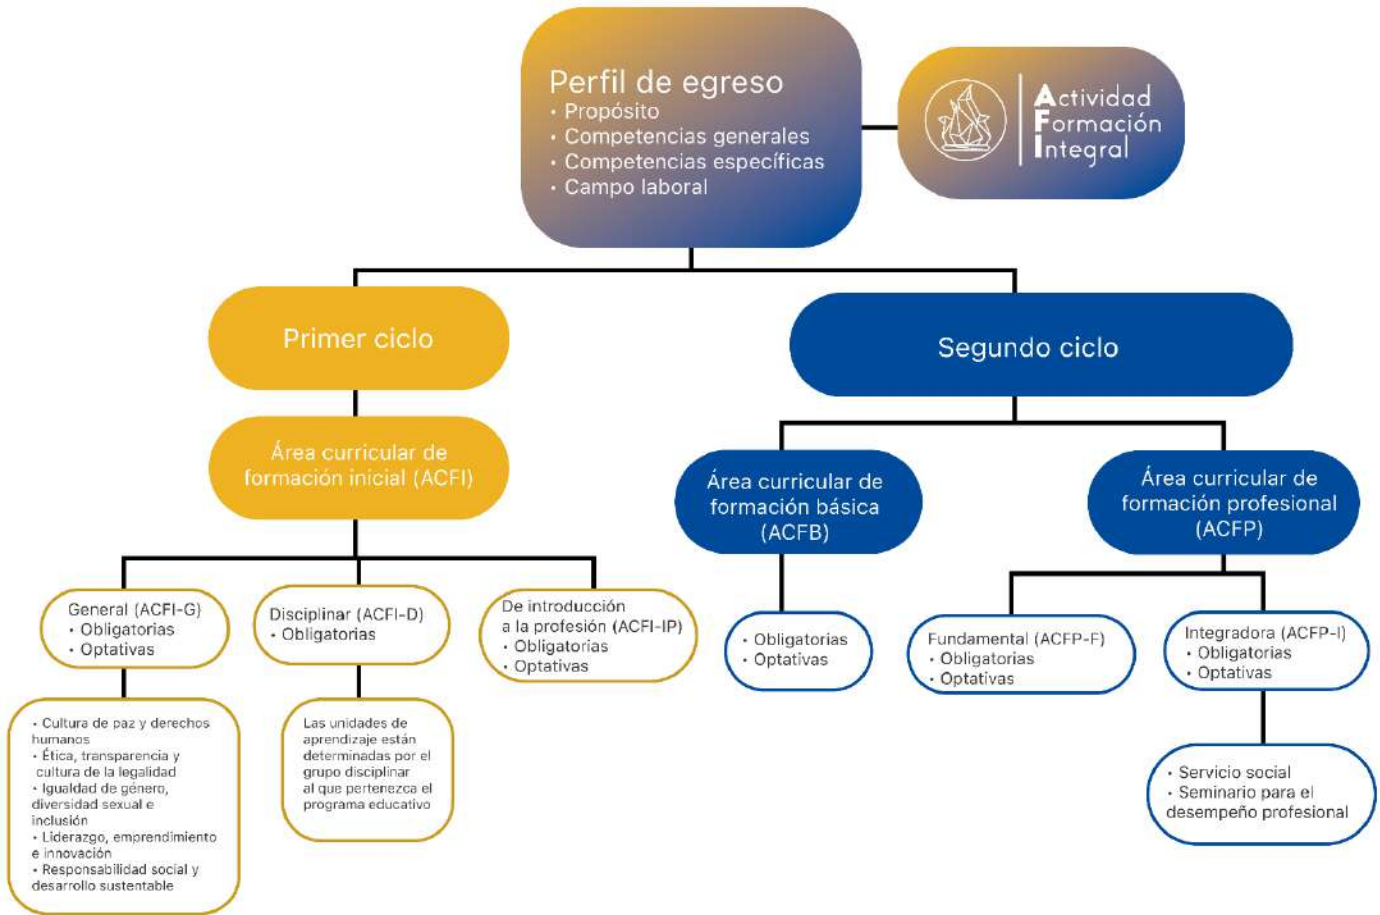 Perfil de egreso
• Propósito
• Competencias generales
• Competencias específicas
• Campo laboral
Actividad
Formación
Integral
Primer ciclo
Segundo ciclo
Área curricular de
formación inicial (ACFI)
Área curricular de
formación básica
(ACFB)
Área curricular de
formación profesional
(ACFP)
General (ACFI-G)
• Obligatorias
• Optativas
Disciplinar (ACFI-D)
• Obligatorias
De introducción
a la profesión (ACFI-IP)
• Obligatorias
• Optativas
• Obligatorias
• Optativas
Fundamental (ACFP-F)
• Obligatorias
• Optativas
Integradora (ACFP-I)
• Obligatorias
• Optativas
• Cultura de paz y derechos
humanos
• Ética, transparencia y
cultura de la legalidad
• Igualdad de género,
diversidad sexual e
inclusión
• Liderazgo, emprendimiento
e innovación
• Responsabilidad social y
desarrollo sustentable
Las unidades de
aprendizaje están
determinadas por el
grupo disciplinar
al que pertenezca el
programa educativo
• Servicio social
• Seminario para el
desempeño profesional